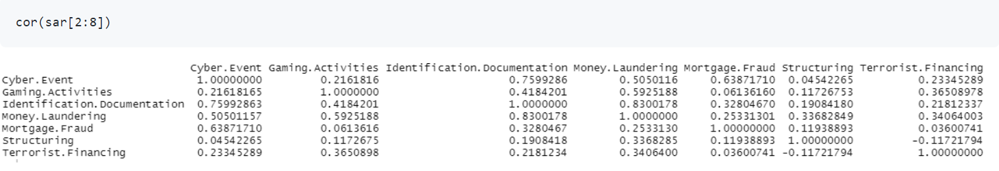 cor(sar[2:8])
Cyber.Event Gaming.Activities Identification.Documentation Money.Laundering Mortgage.Fraud Structuring Terrorist.Financing
Cyber.Event 1.00000000 0.2161816 0.7599286 0.5050116 0.63871710 0.04542265 0.23345289
Gaming.Activities 0.21618165 1.0000000 0.4184201 0.5925188 0.06136160 0.11726753 0.36508978
Identification.Documentation 0.75992863 0.4184201 1.0000000 0.8300178 0.32804670 0.19084180 0.21812337
Money.Laundering 0.50501157 0.5925188 0.8300178 1.0000000 0.25331301 0.33682849 0.34064003
Mortgage.Fraud 0.63871710 0.0613616 0.3280467 0.2533130 1.00000000 0.11938893 0.03600741
Structuring 0.04542265 0.1172675 0.1908418 0.3368285 0.11938893 1.00000000 -0.11721794
Terrorist.Financing 0.23345289 0.3650898 0.2181234 0.3406400 0.03600741 -0.11721794 1.00000000